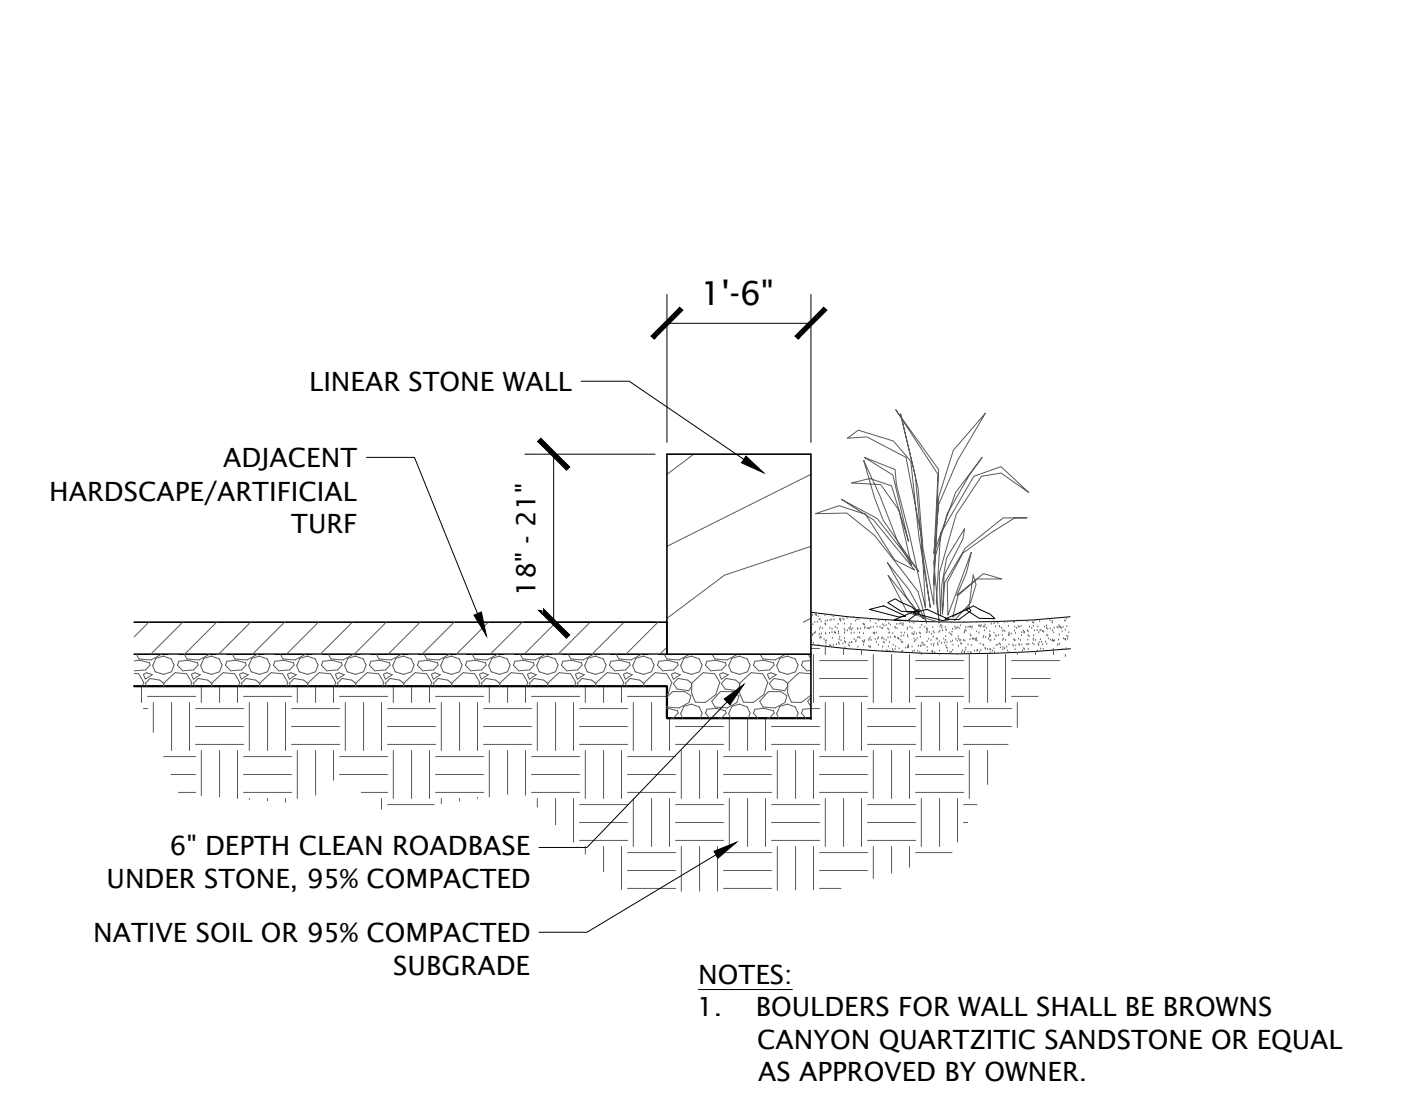 1'-6"
LINEAR STONE WALL
ADJACENT
HARDSCAPE/ARTIFICIAL
TURF
18" - 21"
6" DEPTH CLEAN ROADBASE
UNDER STONE, 95% COMPACTED
NATIVE SOIL OR 95% COMPACTED
SUBGRADE
NOTES:
1. BOULDERS FOR WALL SHALL BE BROWNS
CANYON QUARTZITIC SANDSTONE OR EQUAL
AS APPROVED BY OWNER.